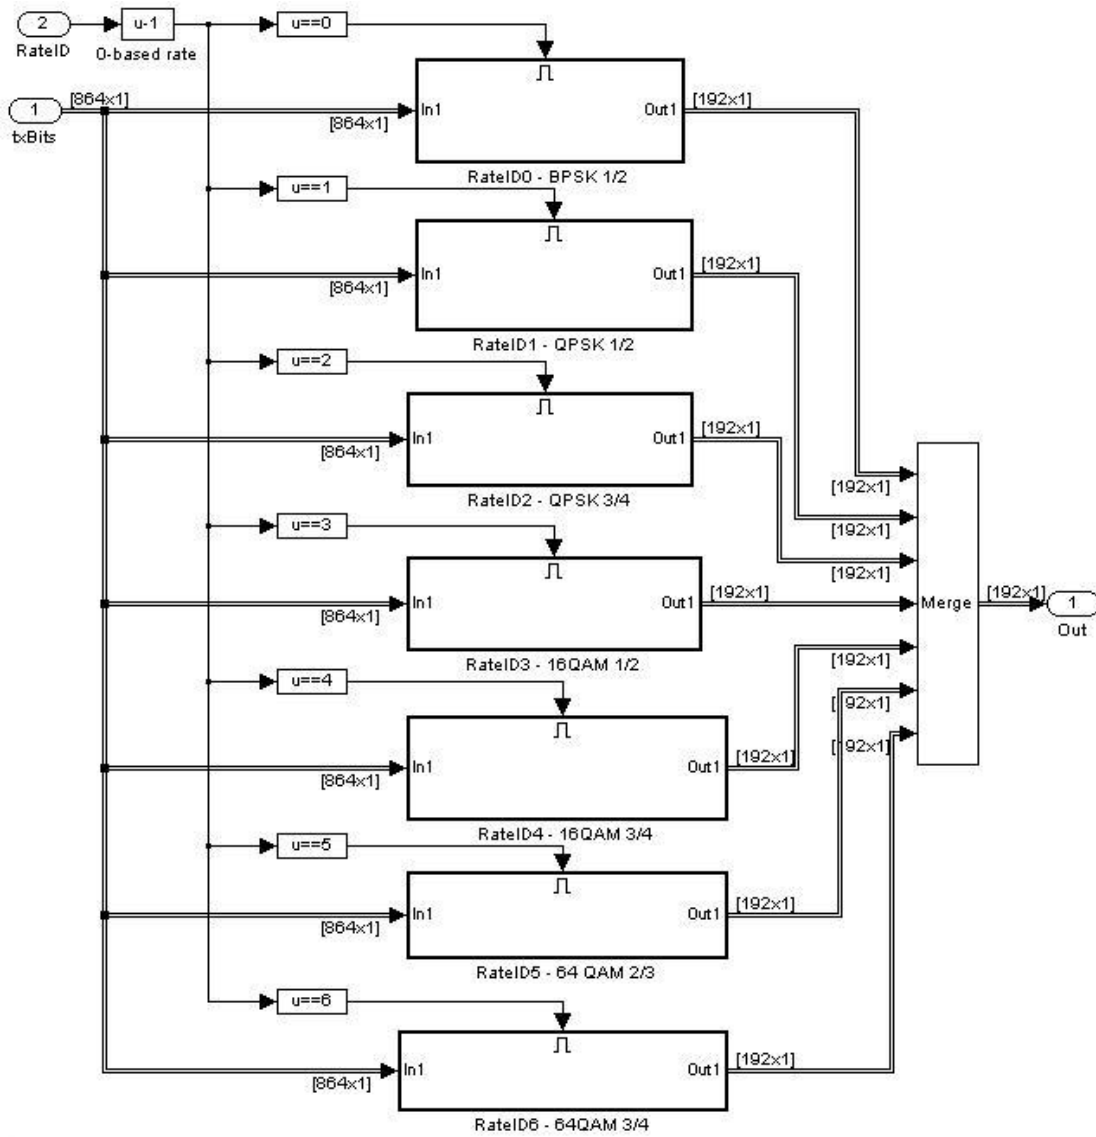 2
u-1
u==0
RateID
0-based rate
1
[864x1]
txBits
In1
Out1
[192x1]
[864x1]
RateID0 - BPSK 1/2
u==1
In1
Out1
[192x1]
[864x1]
RateID1 - QPSK 1/2
u==2
In1
Out1
[192x1]
[864x1]
RateID2 - QPSK 3/4
[192x1]
u==3
[192x1]
[192x1]
In1
Out1
[192x1]
[864x1]
Merge
[192x1]
1
Out
RateID3 - 16QAM 1/2
[192x1]
u==4
[192x1]
[192x1]
In1
Out1
[192x1]
[864x1]
RateID4 - 16QAM 3/4
u==5
In1
Out1
[192x1]
[864x1]
RateID5 - 64 QAM 2/3
u==6
In1
Out1
[192x1]
[864x1]
RateID6 - 64QAM 3/4